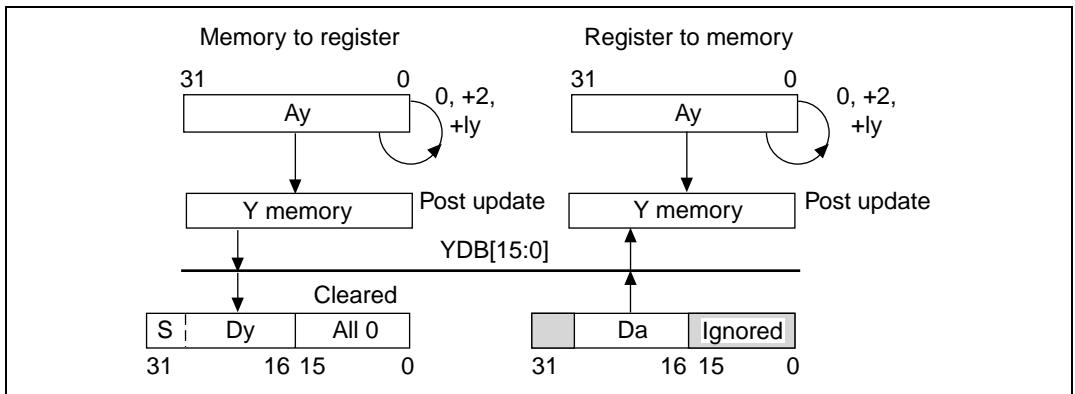 Memory to register
Register to memory
31 0
31 0
Ay
0, +2,
+Iy
Ay
0, +2,
+Iy
Y memory
Post update
Y memory
Post update
YDB[15:0]
Cleared
S Dy All 0
Da Ignored
31 16 15 0
31 16 15 0